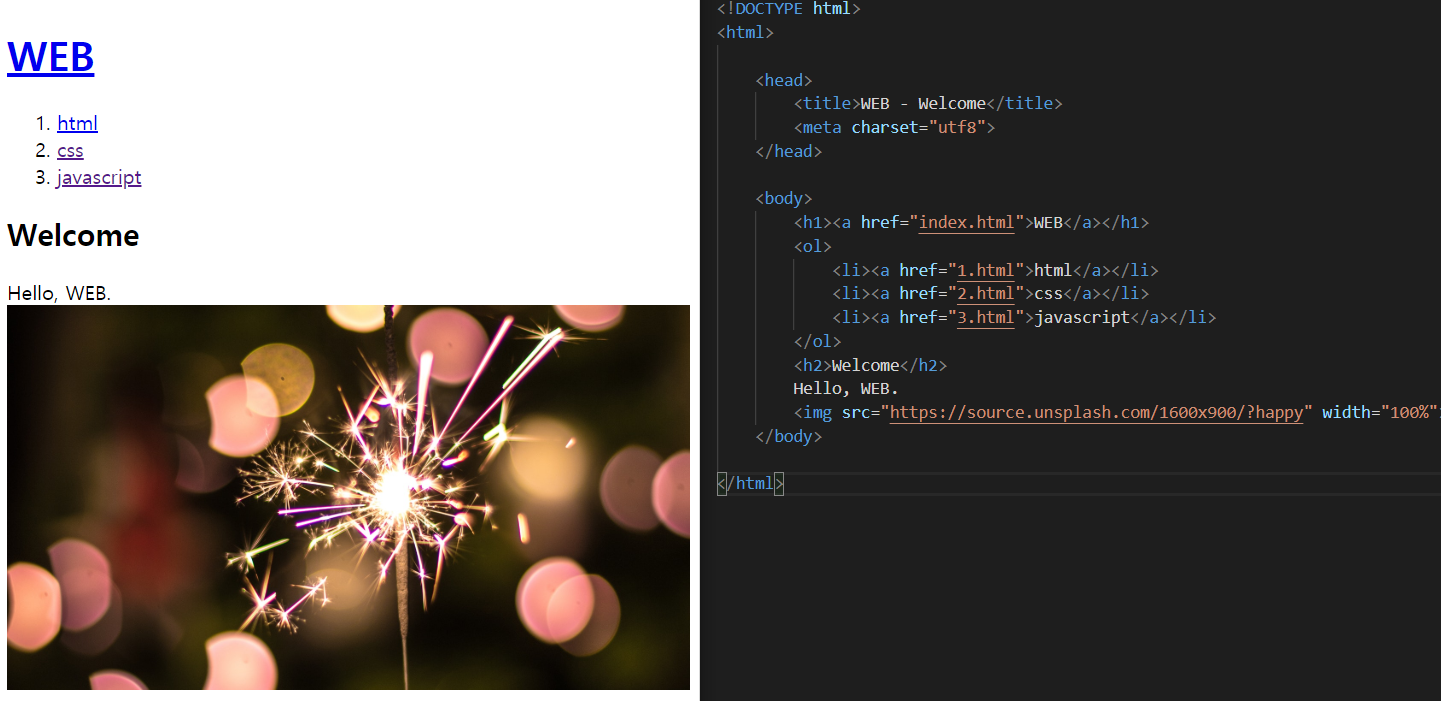 WEB
1. html
2. css
3. javascript
Welcome
Hello, WEB.
<!DOCTYPE html>
<html>
<head>
<title>WEB - Welcome</title>
<meta charset="utf8">
</head>
<body>
<h1><a href="index.html">WEB</a></h1>
<ol>
<li><a href="1.html">html</a></li>
<li><a href="2.html">css</a></li>
<li><a href="3.html">javascript</a></li>
</ol>
<h2>Welcome</h2>
Hello, WEB.
<img src="https://source.unsplash.com/1600x900/?happy" width="100%"
</body>
</html>